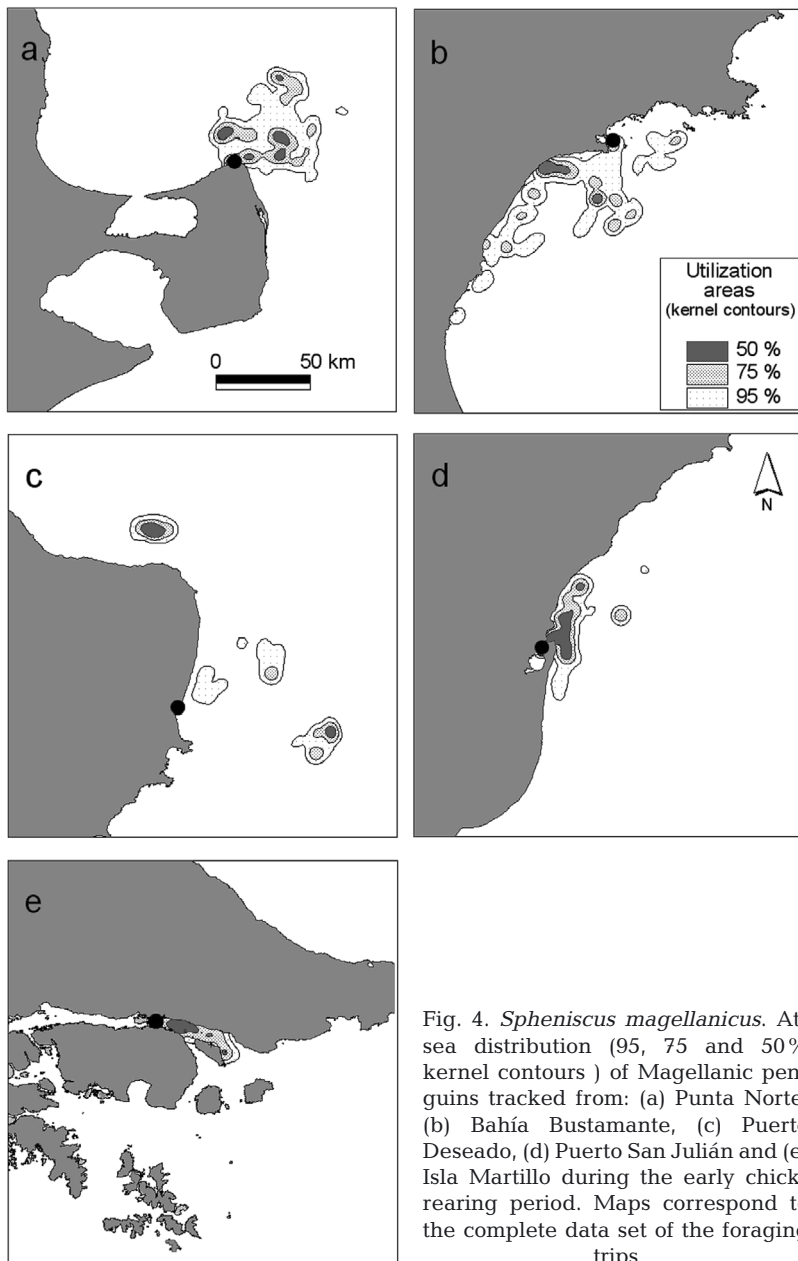 a
b
Utilization
areas
(kernel contours)
50 %
75 %
95 %
0 50 km
c
d
N
e
Fig. 4. Spheniscus magellanicus. At-
sea distribution (95, 75 and 50%
kernel contours ) of Magellanic pen
guins tracked from: (a) Punta Norte
(b) Bahía Bustamante, (c) Puerto
Deseado, (d) Puerto San Julián and (e
Isla Martillo during the early chick
rearing period. Maps correspond t
the complete data set of the foraging
trips